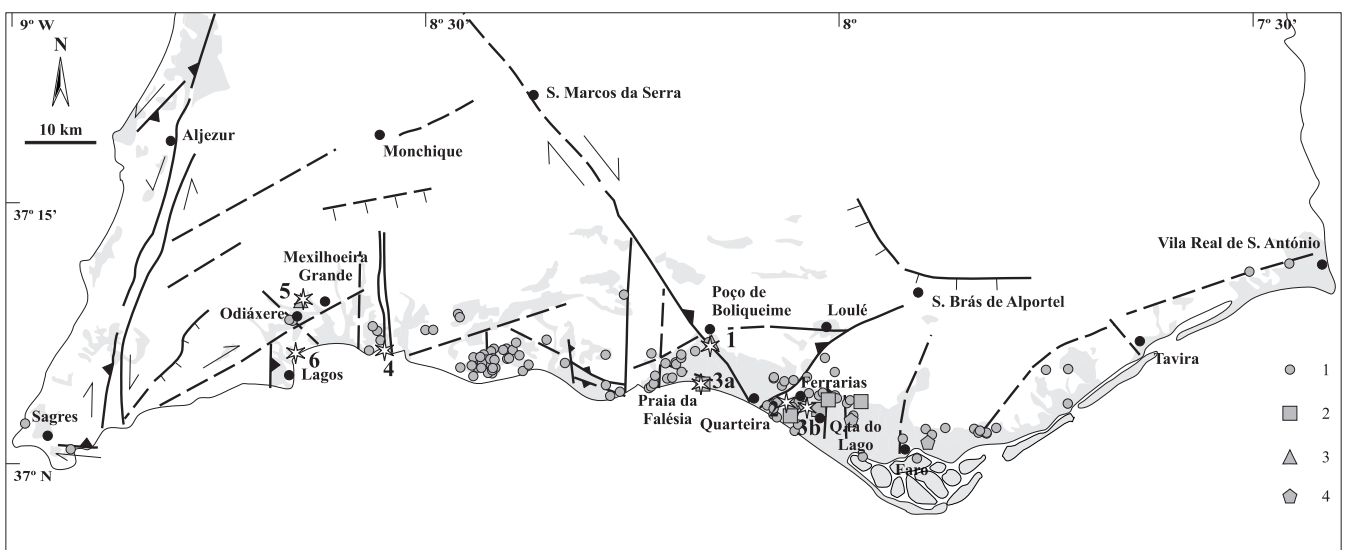 9º W
8º 30'
8º
7º 30'
N
10 km
S. Marcos da Serra
Aljezur
Monchique
37º 15'
Vila Real de S. António
Mexilhoeira
Grande
5
Odiáxere
Poço de
Boliqueime
Loulé
S. Brás de Alportel
1
6
Lagos
4
3a
Tavira
Ferrarias
Praia da
Falésia
Quarteira
3b
Q.ta do
Lago
Sagres
Faro
37º N
1
2
3
4